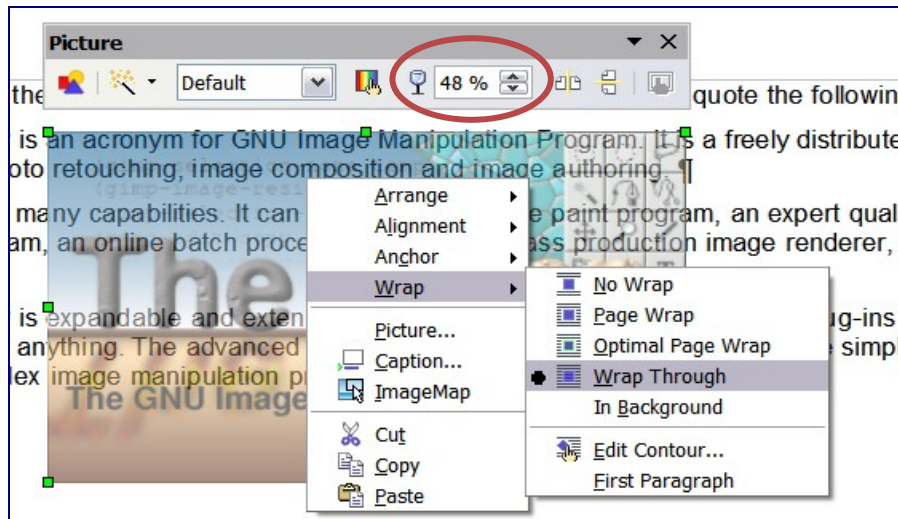 Picture
Default
48 %
the quote the followin
is an acronym for GNU Image Manipulation Program. It is a freely distribute
oto retouching, image composition and image authoring. ¶
many capabilities. It can e paint program, an expert qual
am, an online batch proce ass production image renderer,
is expandable and exten ug-ins
anything. The advanced simpl
lex image manipulation p
The
The GNU Image
Arrange
Alignment
Anchor
Wrap
Picture...
Caption...
ImageMap
Cut
Copy
Paste
No Wrap
Page Wrap
Optimal Page Wrap
Wrap Through
In Background
Edit Contour...
First Paragraph